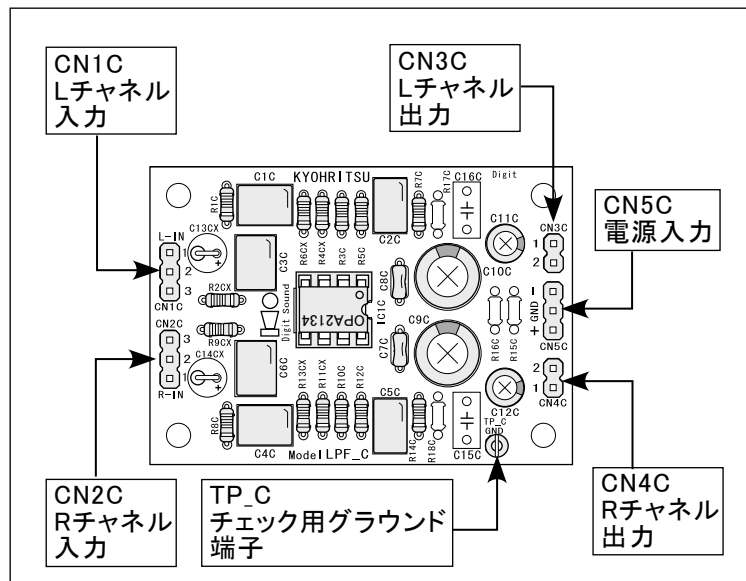 CN1C
Lチャネル
入力
CN3C
Lチャネル
出力
CN5C
電源入力
KYOHRITSU
Digit
C1C
R1C
R6CX
R4CX
R3C
R5C
C2C
R7C
R17C
C16C
L-IN
C13CX
1
2
3
CN1C
C3C
R2CX
Digit Sound
OPA2134
IC1C
C8C
C10C
C11C
CN3C
1
2
I
GND
+
CN5C
R16C
R15C
CN2C
3
2
1
R-IN
R9CX
C14CX
+
+
C6C
C7C
C9C
C12C
2
1
CN4C
R8C
C4C
R13CX
R11CX
R10C
R12C
C5C
R14C
R18C
C15C
TP_C
GND
Model LPF_C
CN2C
Rチャネル
入力
TP_C
チェック用グラウンド
端子
CN4C
Rチャネル
出力